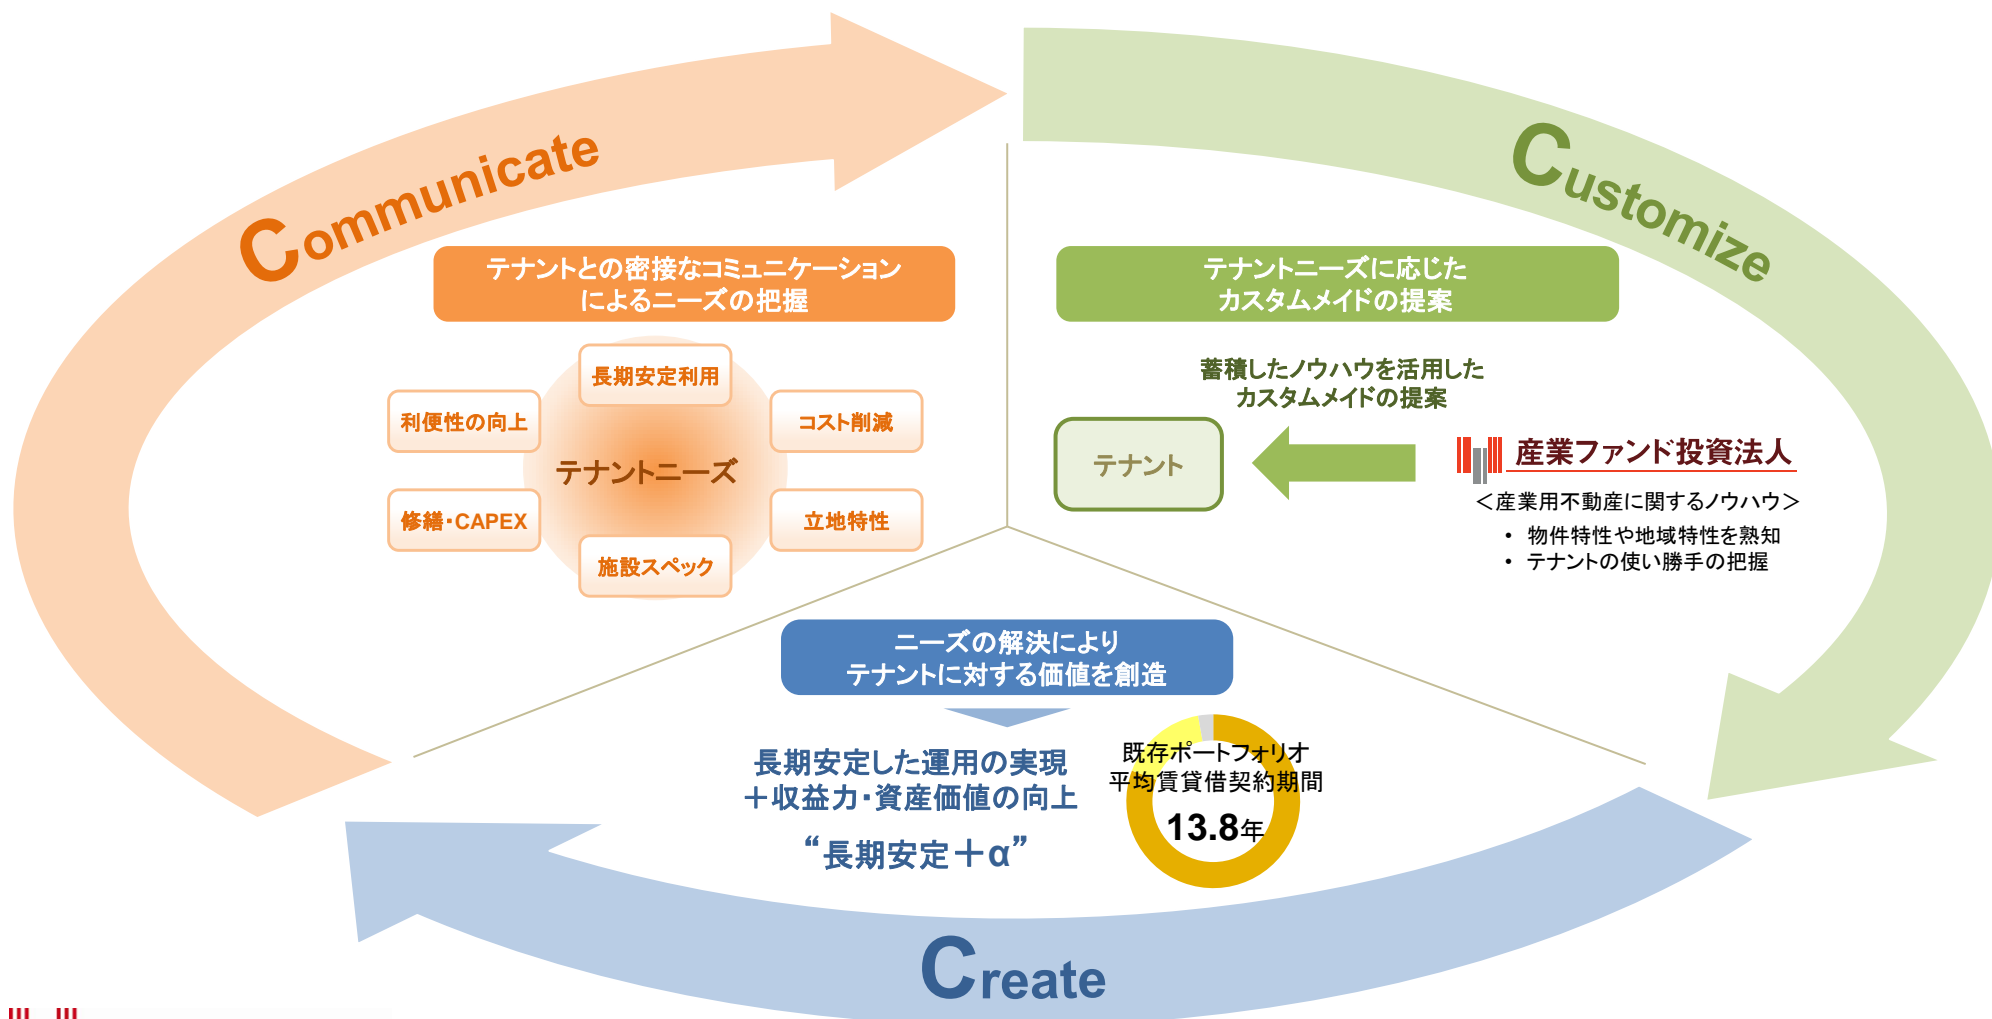 Communicate
テナントとの密接なコミュニケーション
によるニーズの把握
長期安定利用
利便性の向上
コスト削減
テナントニーズ
修繕・CAPEX
立地特性
施設スペック
Customize
テナントニーズに応じた
カスタムメイドの提案
蓄積したノウハウを活用した
カスタムメイドの提案
テナント
産業ファンド投資法人
＜産業用不動産に関するノウハウ＞
• 物件特性や地域特性を熟知
• テナントの使い勝手の把握
ニーズの解決により
テナントに対する価値を創造
長期安定した運用の実現
＋収益力・資産価値の向上
“長期安定＋α”
既存ポートフォリオ
平均賃貸借契約期間
13.8年
Create